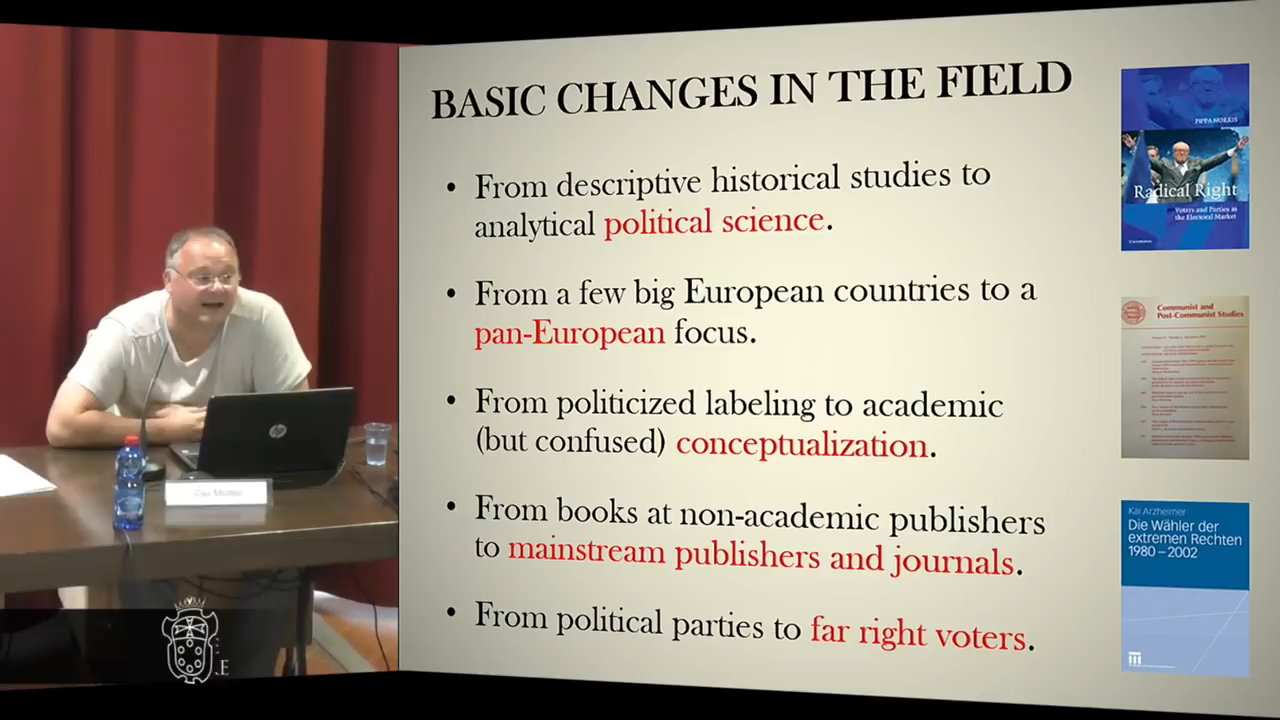 BASIC CHANGES IN THE FIELD
• From descriptive historical studies to
analytical political science.
• From a few big European countries to a
pan-European focus.
• From politicized labeling to academic
(but confused) conceptualization.
• From books at non-academic publishers
to mainstream publishers and journals.
• From political parties to far right voters.
PIPPA NORRIS
Radical Right
Voters and Parties in
the Electoral Market
Communist and
Post-Communist Studies
Kai Arzheimer
Die Wähler der
extremen Rechten
1980 – 2002
hp
.E